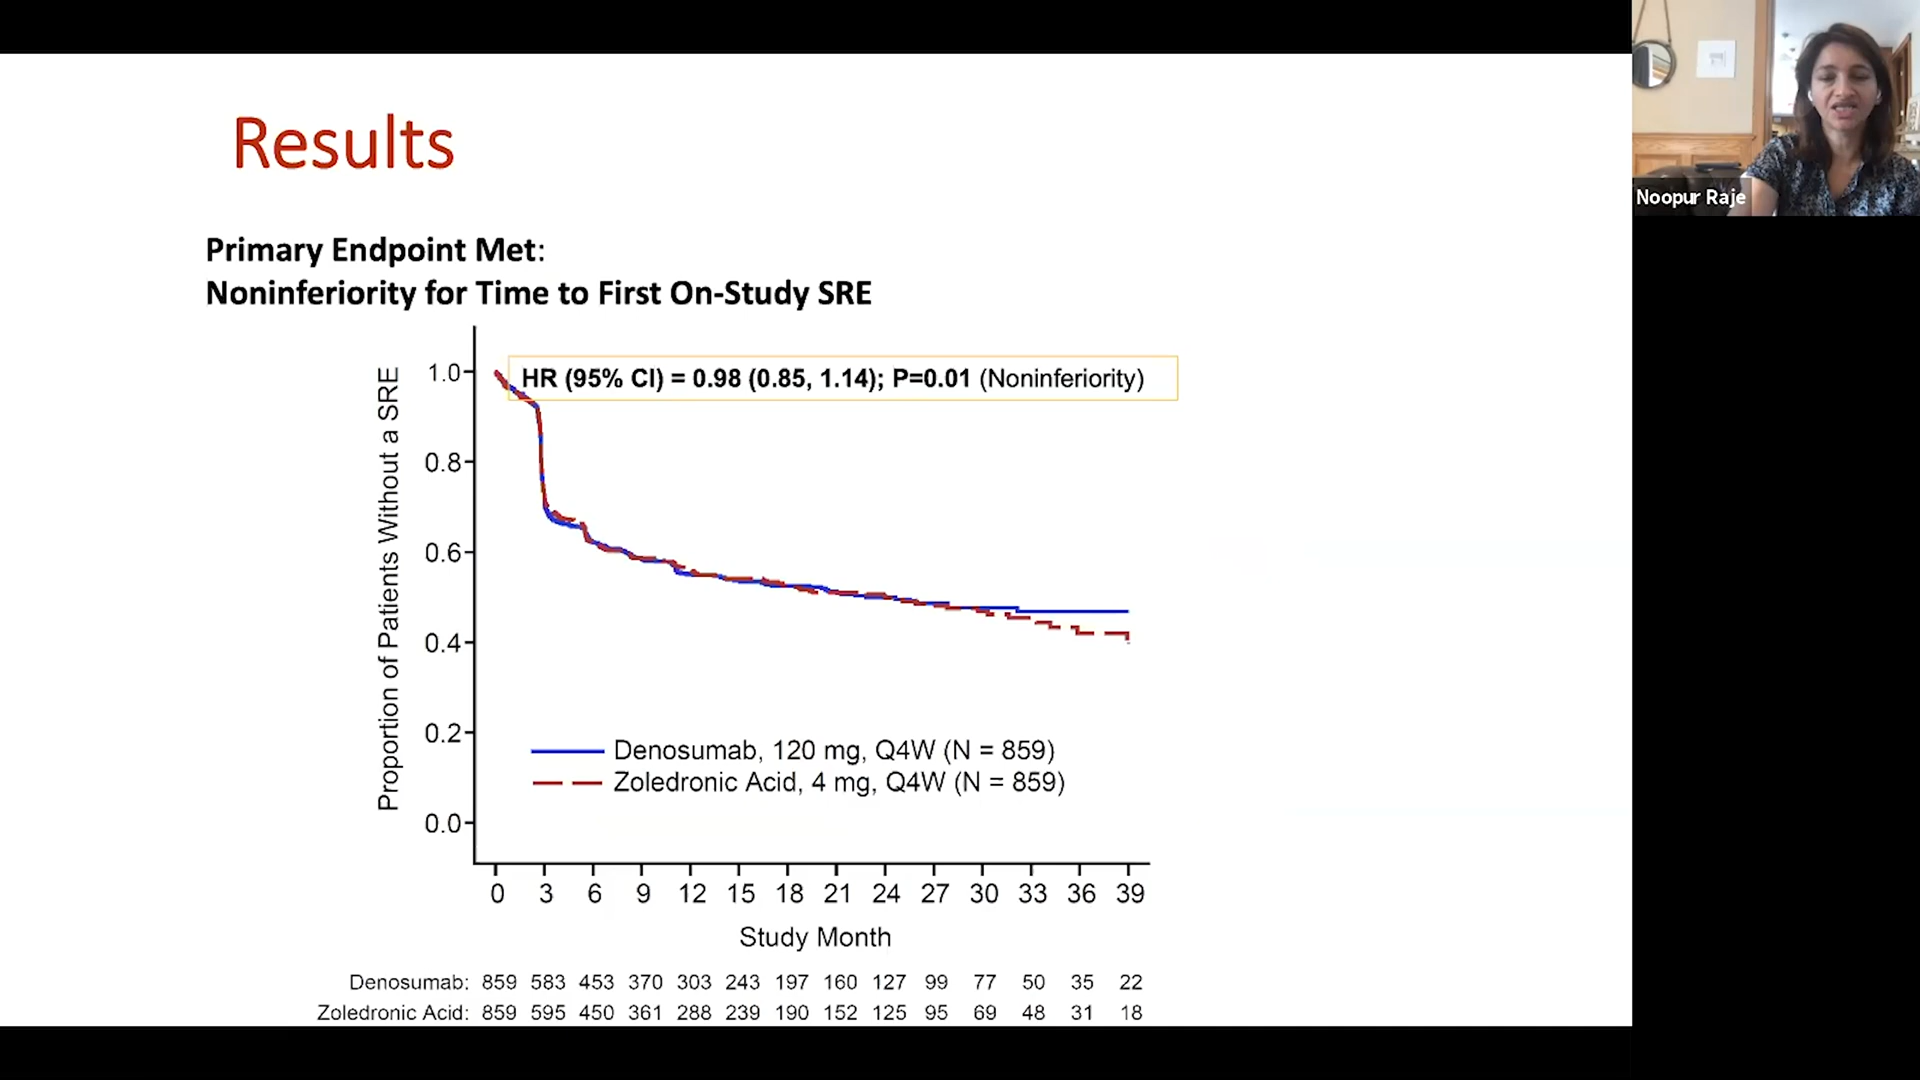 Results
Primary Endpoint Met:
Noninferiority for Time to First On-Study SRE
HR (95% CI) = 0.98 (0.85, 1.14); P=0.01 (Noninferiority)
Proportion of Patients Without a SRE
1.0
0.8
0.6
0.4
0.2
0.0
Denosumab, 120 mg, Q4W (N = 859)
Zoledronic Acid, 4 mg, Q4W (N = 859)
0 3 6 9 12 15 18 21 24 27 30 33 36 39
Study Month
Denosumab: 859 583 453 370 303 243 197 160 127 99 77 50 35 22
Zoledronic Acid: 859 595 450 361 288 239 190 152 125 95 69 48 31 18
Noopur Raje